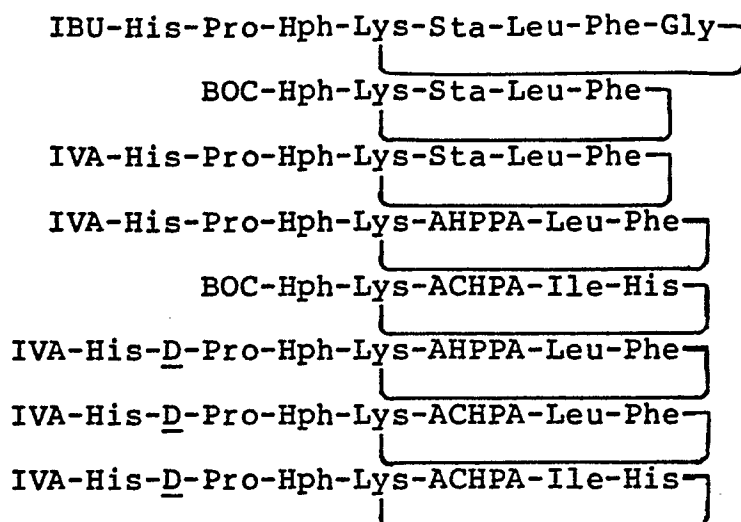 IBU-His-Pro-Hph-Lys-Sta-Leu-Phe-Gly
BOC-Hph-Lys-Sta-Leu-Phe
IVA-His-Pro-Hph-Lys-Sta-Leu-Phe
IVA-His-Pro-Hph-Lys-AHPPA-Leu-Phe
BOC-Hph-Lys-ACHPA-Ile-His
IVA-His-D-Pro-Hph-Lys-AHPPA-Leu-Phe
IVA-His-D-Pro-Hph-Lys-ACHPA-Leu-Phe
IVA-His-D-Pro-Hph-Lys-ACHPA-Ile-His